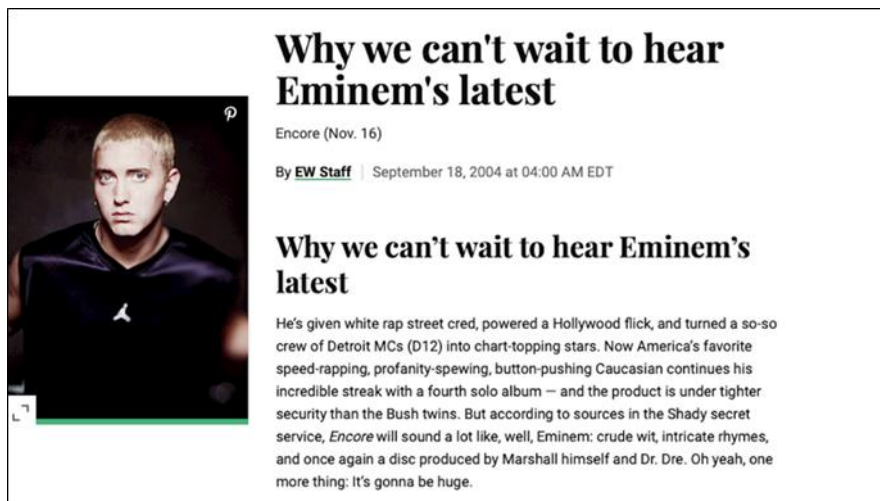 Why we can't wait to hear
Eminem's latest
Encore (Nov. 16)
By EW Staff | September 18, 2004 at 04:00 AM EDT
Why we can’t wait to hear Eminem’s
latest
He’s given white rap street cred, powered a Hollywood flick, and turned a so-so
crew of Detroit MCs (D12) into chart-topping stars. Now America’s favorite
speed-rapping, profanity-spewing, button-pushing Caucasian continues his
incredible streak with a fourth solo album — and the product is under tighter
security than the Bush twins. But according to sources in the Shady secret
service, Encore will sound a lot like, well, Eminem: crude wit, intricate rhymes,
and once again a disc produced by Marshall himself and Dr. Dre. Oh yeah, one
more thing: It’s gonna be huge.